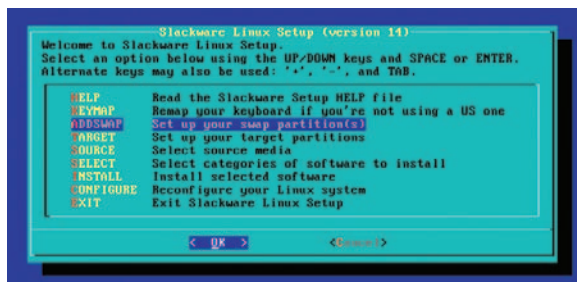 Slackware Linux Setup (version 14)
Welcome to Slackware Linux Setup.
Select an option below using the UP/DOWN keys and SPACE or ENTER.
Alternate keys may also be used: '+', '-', and TAB.
HELP Read the Slackware Setup HELP file
KEYMAP Remap your keyboard if you're not using a US one
ADDSWAP Set up your swap partition(s)
TARGET Set up your target partitions
SOURCE Select source media
SELECT Select categories of software to install
INSTALL Install selected software
CONFIGURE Reconfigure your Linux system
EXIT Exit Slackware Linux Setup
< OK > <Cancel>